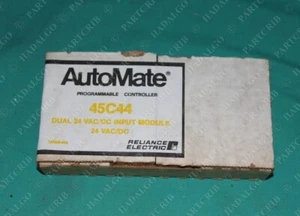 AutoMate®
PROGRAMMABLE CONTROLLER
45C44
DUAL 24 VAC/DC INPUT MODULE
24 VAC/DC
RELIANCE
ELECTRIC